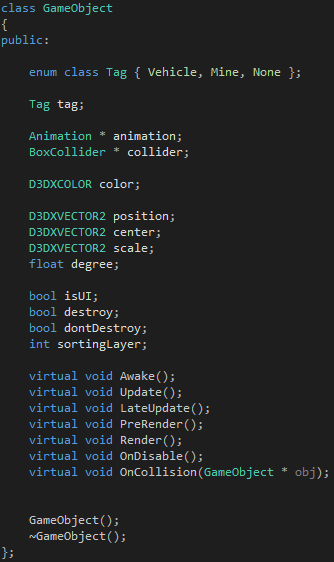 class GameObject
{
public:
enum class Tag { Vehicle, Mine, None };
Tag tag;
Animation * animation;
BoxCollider * collider;
D3DXCOLOR color;
D3DXVECTOR2 position;
D3DXVECTOR2 center;
D3DXVECTOR2 scale;
float degree;
bool isUI;
bool destroy;
bool dontDestroy;
int sortingLayer;
virtual void Awake();
virtual void Update();
virtual void LateUpdate();
virtual void PreRender();
virtual void Render();
virtual void OnDisable();
virtual void OnCollision(GameObject * obj);
GameObject();
~GameObject();
};